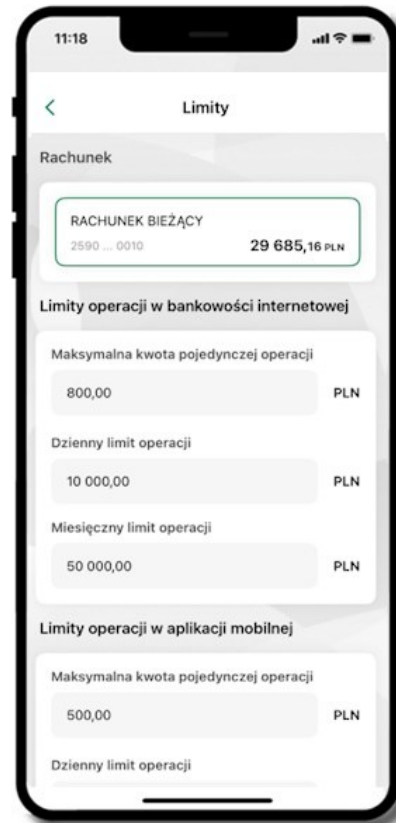 11:18
Limity
Rachunek
RACHUNEK BIEŻĄCY
2590 ... 0010 29 685,16 PLN
Limity operacji w bankowości internetowej
Maksymalna kwota pojedynczej operacji
800,00 PLN
Dzienny limit operacji
10 000,00 PLN
Miesięczny limit operacji
50 000,00 PLN
Limity operacji w aplikacji mobilnej
Maksymalna kwota pojedynczej operacji
500,00 PLN
Dzienny limit operacji